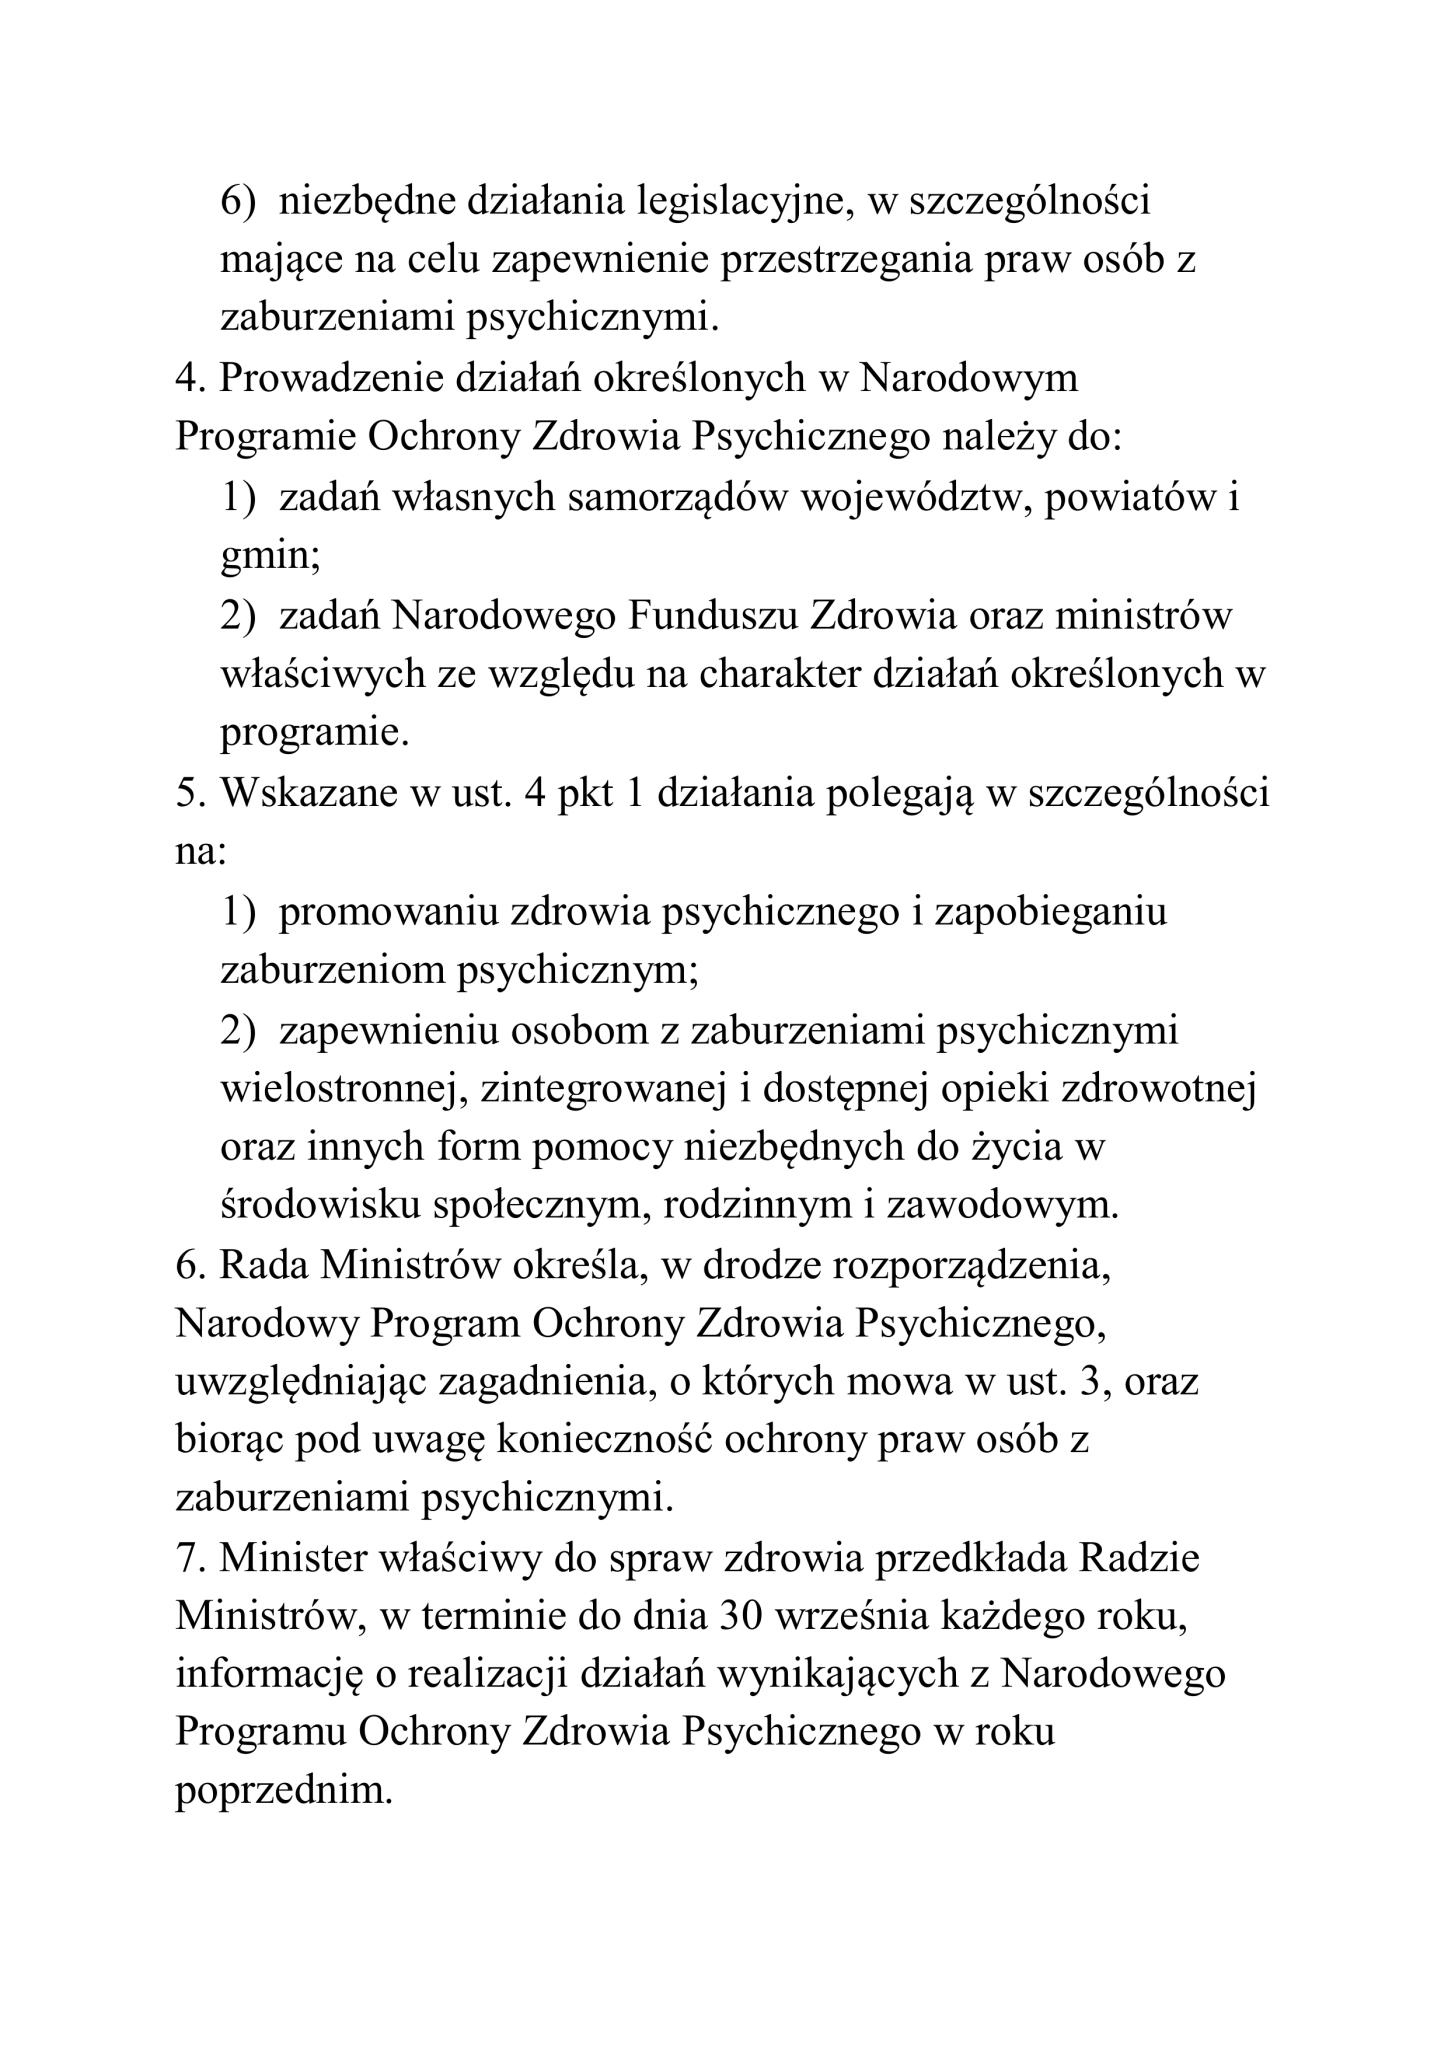 6) niezbędne działania legislacyjne, w szczególności
mające na celu zapewnienie przestrzegania praw osób z
zaburzeniami psychicznymi.
4. Prowadzenie działań określonych w Narodowym
Programie Ochrony Zdrowia Psychicznego należy do:
1) zadań własnych samorządów województw, powiatów i
gmin;
2) zadań Narodowego Funduszu Zdrowia oraz ministrów
właściwych ze względu na charakter działań określonych w
programie.
5. Wskazane w ust. 4 pkt 1 działania polegają w szczególności
na:
1) promowaniu zdrowia psychicznego i zapobieganiu
zaburzeniom psychicznym;
2) zapewnieniu osobom z zaburzeniami psychicznymi
wielostronnej, zintegrowanej i dostępnej opieki zdrowotnej
oraz innych form pomocy niezbędnych do życia w
środowisku społecznym, rodzinnym i zawodowym.
6. Rada Ministrów określa, w drodze rozporządzenia,
Narodowy Program Ochrony Zdrowia Psychicznego,
uwzględniając zagadnienia, o których mowa w ust. 3, oraz
biorąc pod uwagę konieczność ochrony praw osób z
zaburzeniami psychicznymi.
7. Minister właściwy do spraw zdrowia przedkłada Radzie
Ministrów, w terminie do dnia 30 września każdego roku,
informację o realizacji działań wynikających z Narodowego
Programu Ochrony Zdrowia Psychicznego w roku
poprzednim.